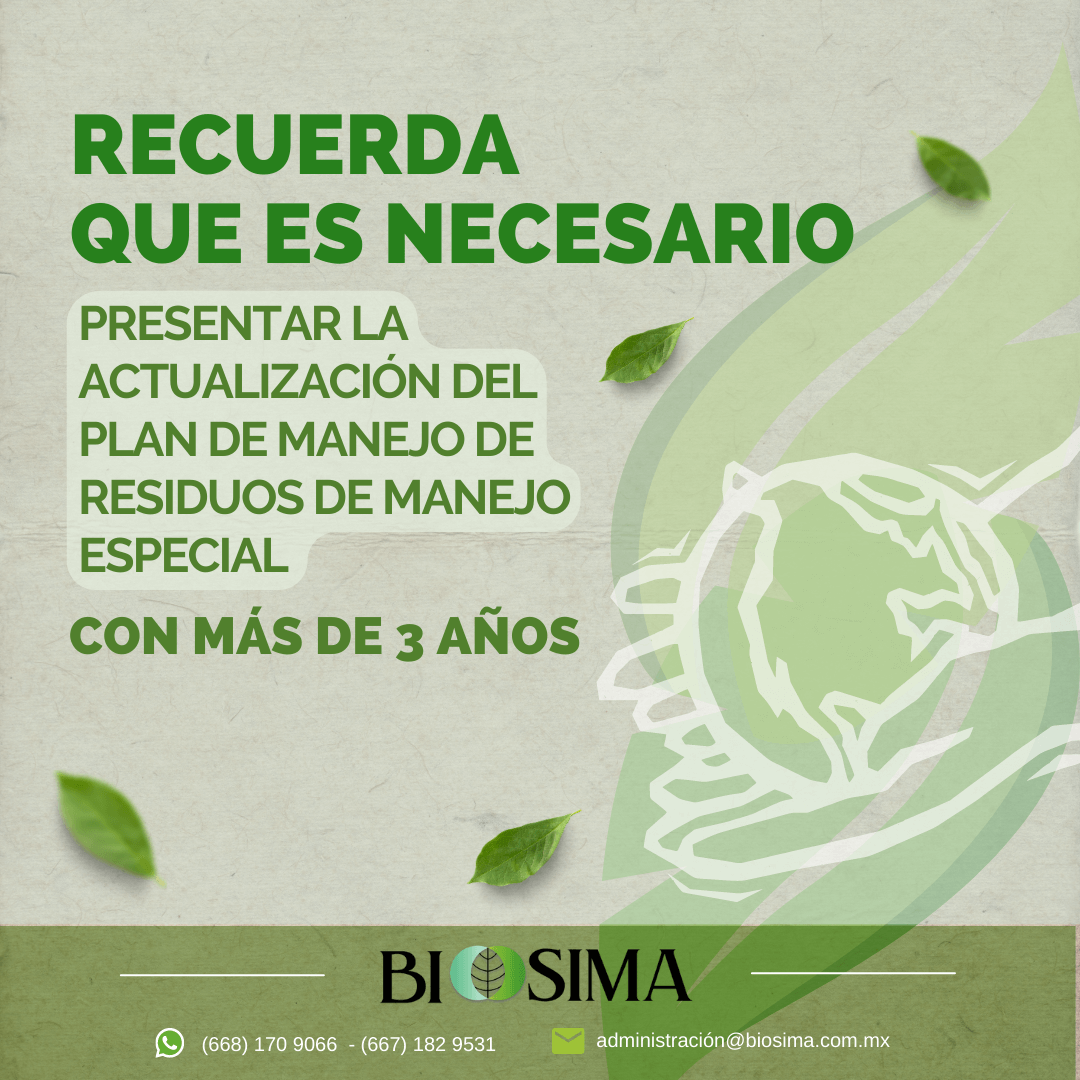 RECUERDA
QUE ES NECESARIO
PRESENTAR LA
ACTUALIZACIÓN DEL
PLAN DE MANEJO DE
RESIDUOS DE MANEJO
ESPECIAL
CON MÁS DE 3 AÑOS
BIOSIMA
(668) 170 9066 - (667) 182 9531
administración@biosima.com.mx